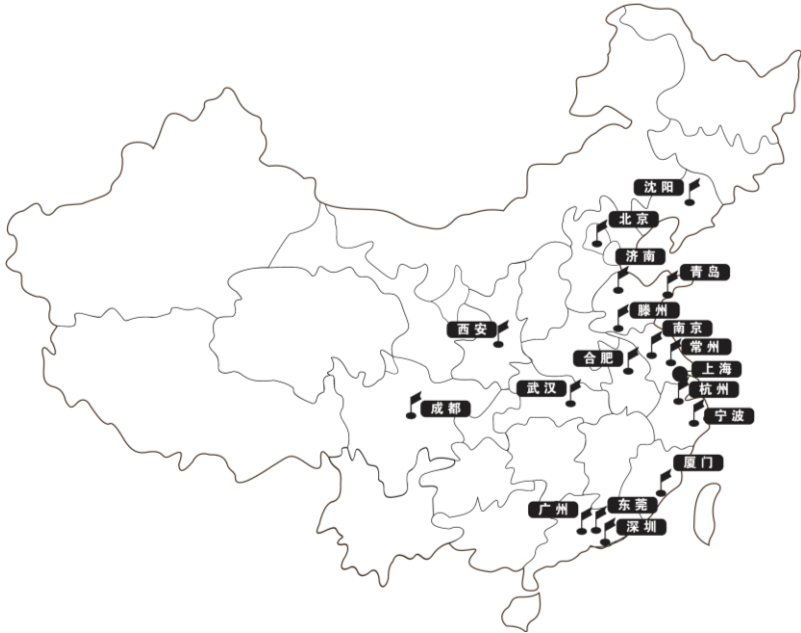 沈阳
北京
济南
青岛
滕州
南京
西安
常州
合肥
上海
武汉
杭州
成都
宁波
厦门
东莞
广州
深圳